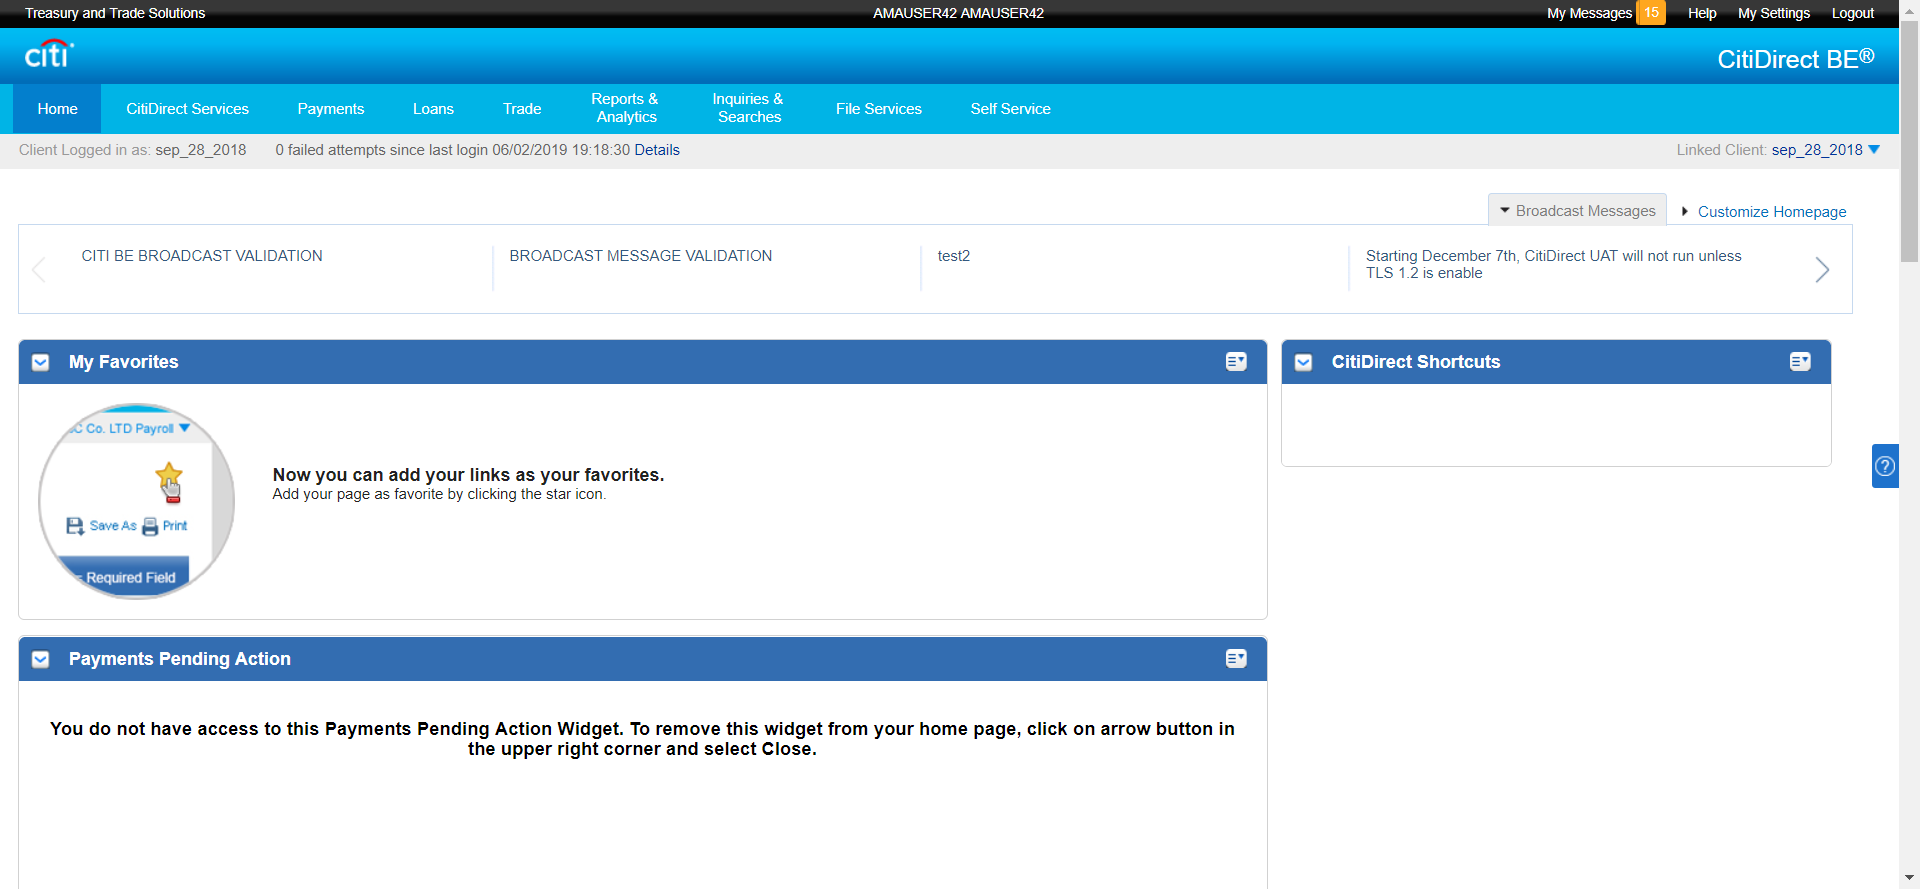 Treasury and Trade Solutions
AMAUSER42 AMAUSER42
My Messages 15 Help My Settings Logout
citi
CitiDirect BE®
Home CitiDirect Services Payments Loans Trade
Reports &
Analytics
Inquiries &
Searches
File Services Self Service
Client Logged in as: sep_28_2018 0 failed attempts since last login 06/02/2019 19:18:30 Details
Linked Client: sep_28_2018
Broadcast Messages Customize Homepage
CITI BE BROADCAST VALIDATION
BROADCAST MESSAGE VALIDATION
test2
Starting December 7th, CitiDirect UAT will not run unless
TLS 1.2 is enable
My Favorites
CitiDirect Shortcuts
C Co. LTD Payroll
Save As Print
= Required Field
Now you can add your links as your favorites.
Add your page as favorite by clicking the star icon.
Payments Pending Action
You do not have access to this Payments Pending Action Widget. To remove this widget from your home page, click on arrow button in
the upper right corner and select Close.